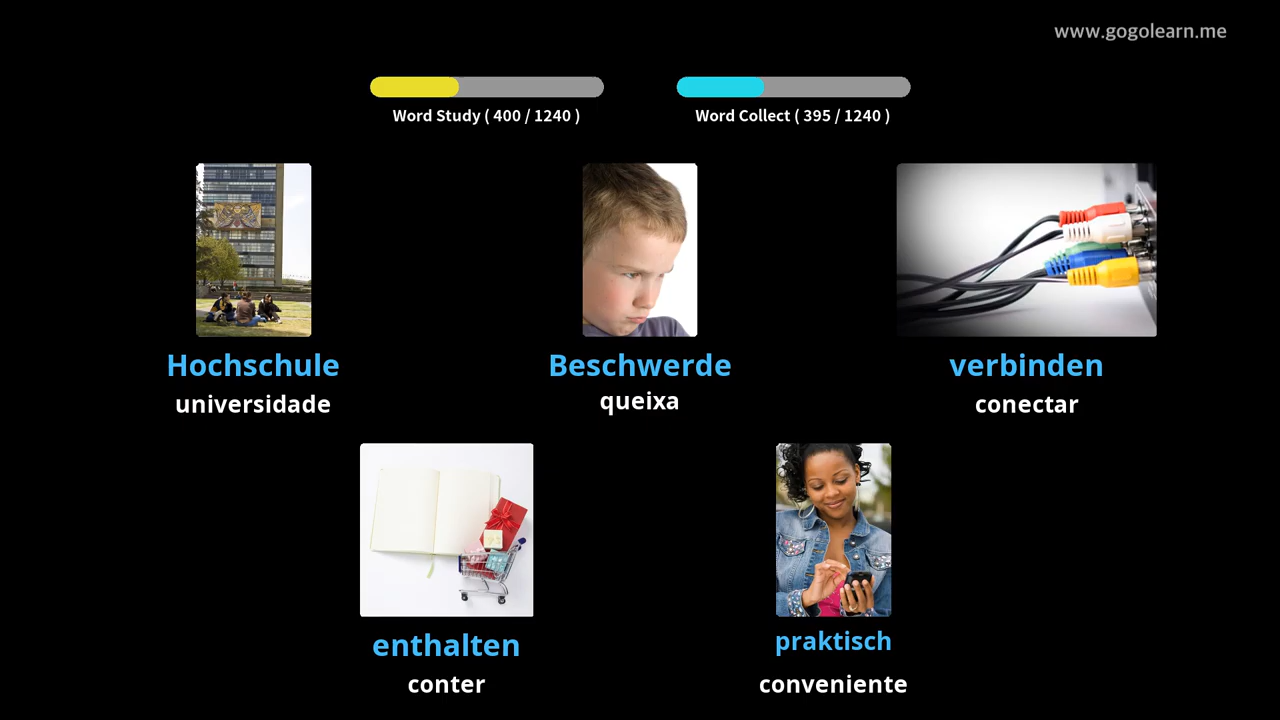 www.gogolearn.me
Word Study ( 400 / 1240 )
Word Collect ( 395 / 1240 )
Hochschule
universidade
Beschwerde
queixa
verbinden
conectar
enthalten
conter
praktisch
conveniente